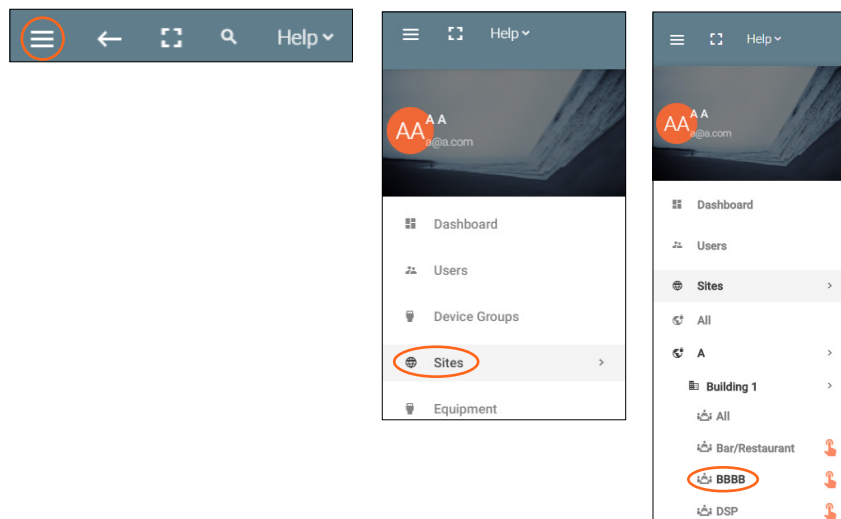 Help
Help
AA
A A
a@a.com
Dashboard
Users
Device Groups
Sites
Equipment
Help
AA
A A
a@a.com
Dashboard
Users
Sites
All
A
Building 1
All
Bar/Restaurant
BBBB
DSP